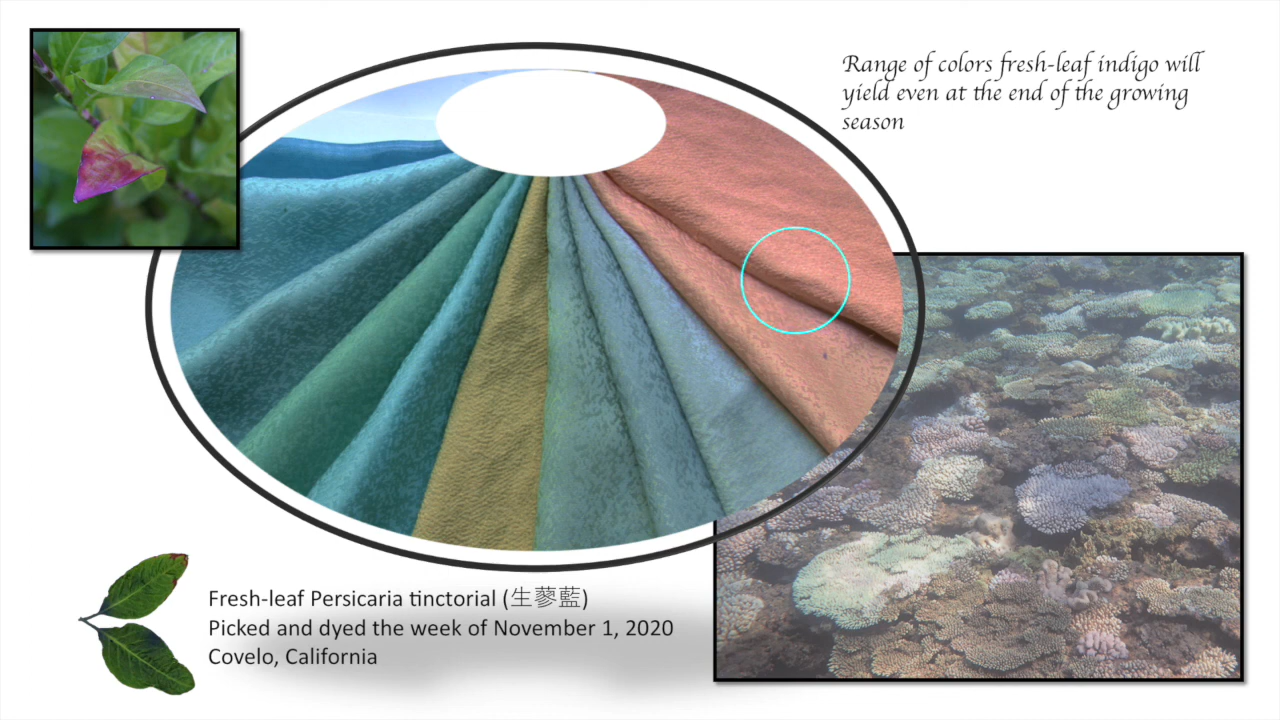 Range of colors fresh-leaf indigo will
yield even at the end of the growing
season
Fresh-leaf Persicaria tinctorial (生蓼藍)
Picked and dyed the week of November 1, 2020
Covelo, California